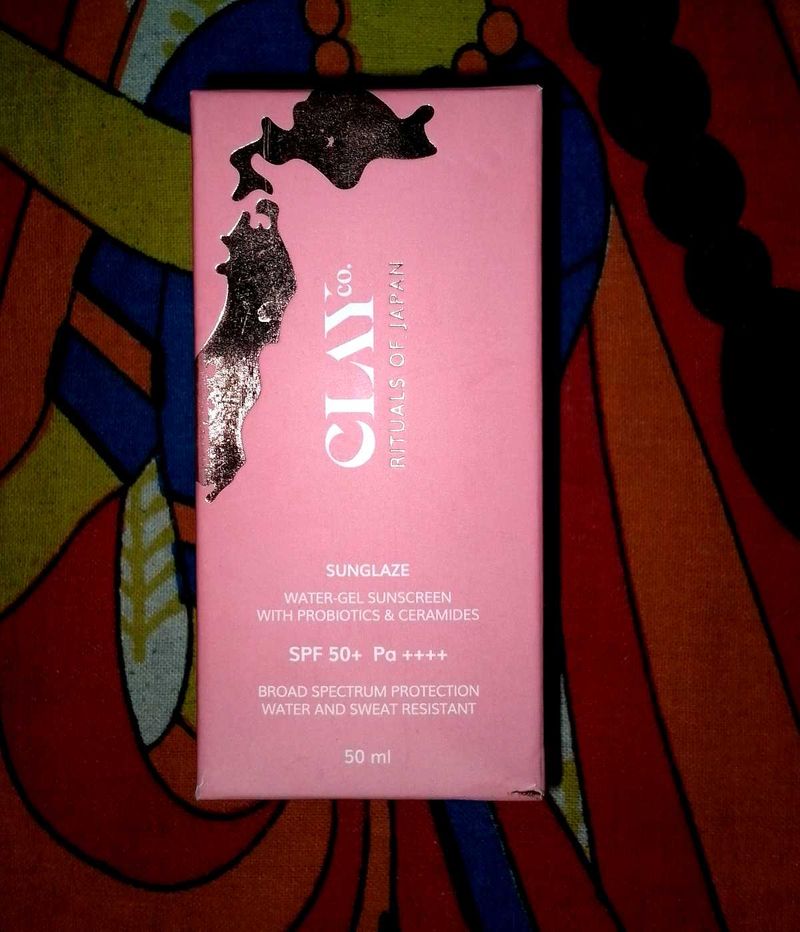 CLAY CO.
RITUALS OF JAPAN
SUNGLAZE
WATER-GEL SUNSCREEN
WITH PROBIOTICS & CERAMIDES
SPF 50+ Pa ++++
BROAD SPECTRUM PROTECTION
WATER AND SWEAT RESISTANT
50 ml